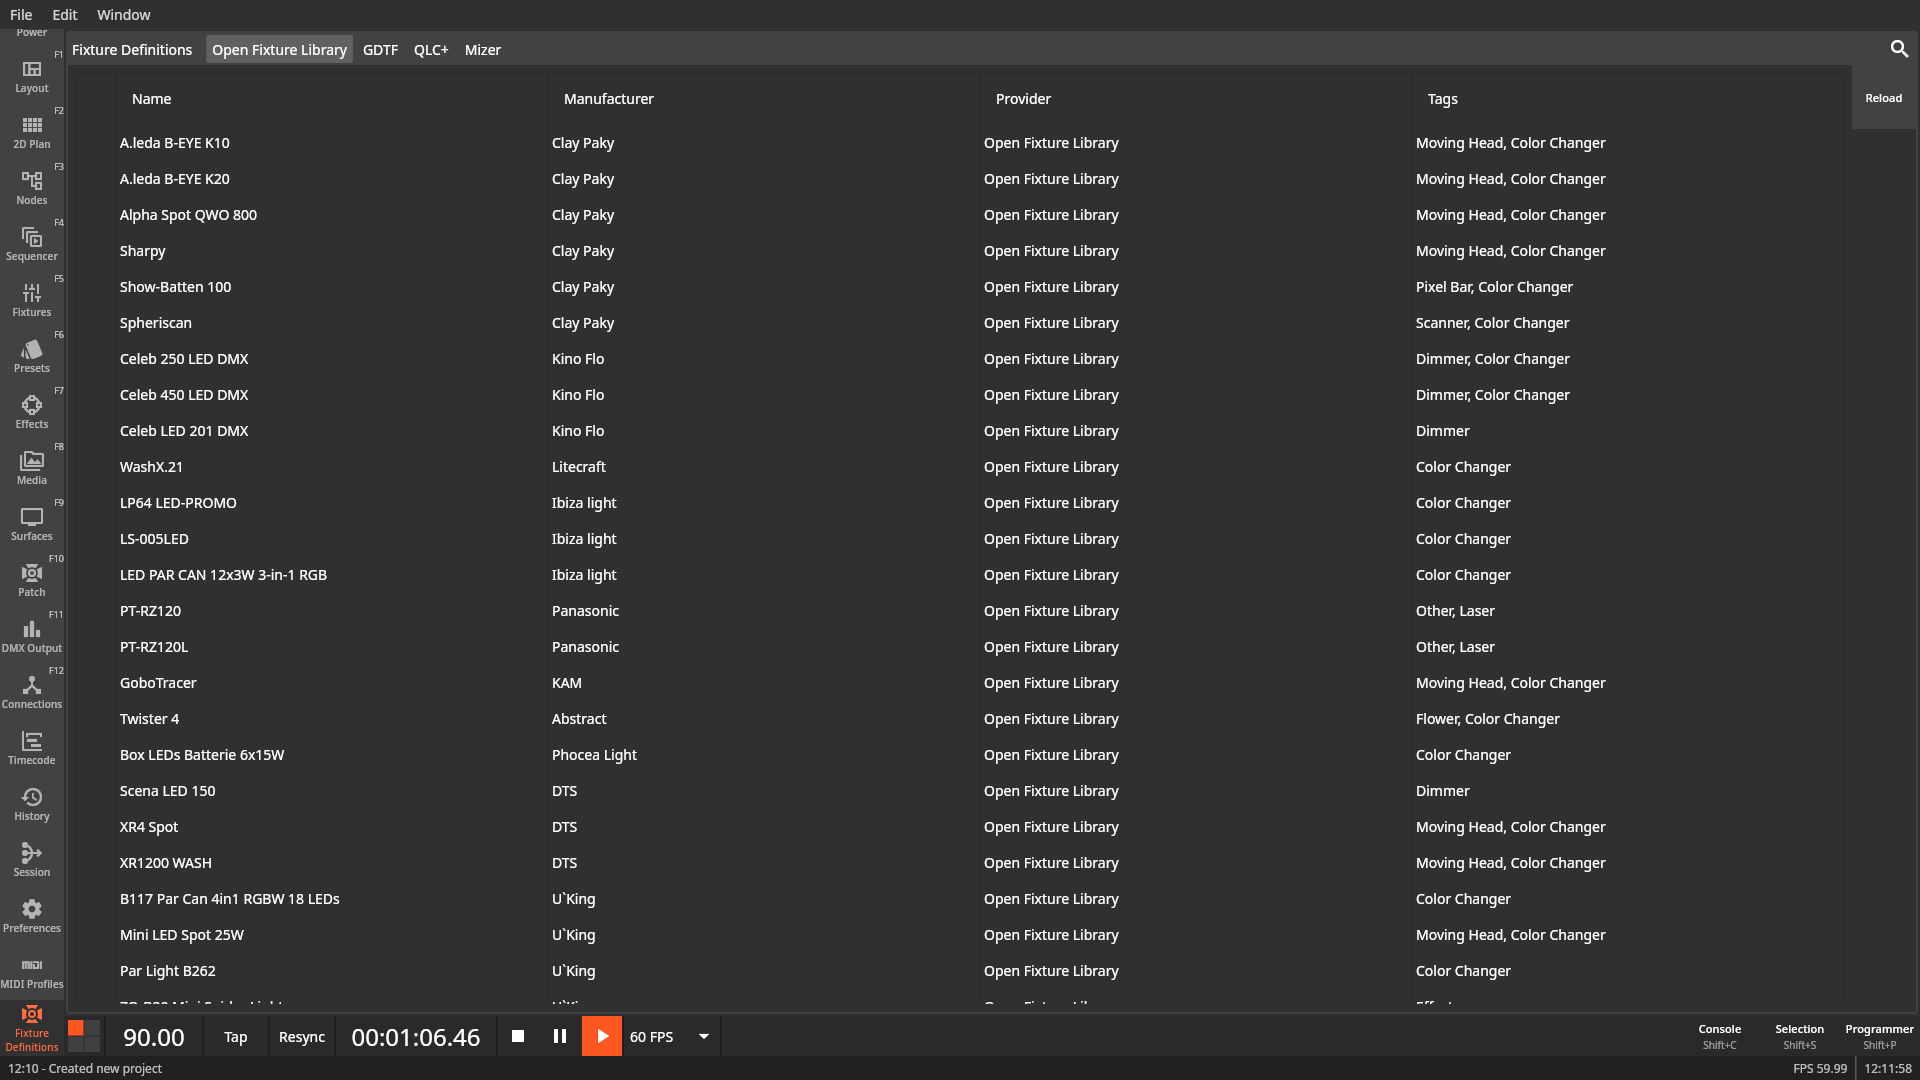 File Edit Window
Power
Fixture Definitions Open Fixture Library GDTF QLC+ Mizer
F1
Layout
F2
2D Plan
F3
Nodes
F4
Sequencer
F5
Fixtures
F6
Presets
F7
Effects
F8
Media
F9
Surfaces
F10
Patch
F11
DMX Output
F12
Connections
Timecode
History
Session
Preferences
MIDI
MIDI Profiles
Fixture
Definitions
Name Manufacturer Provider Tags
Reload
A.leda B-EYE K10 Clay Paky Open Fixture Library Moving Head, Color Changer
A.leda B-EYE K20 Clay Paky Open Fixture Library Moving Head, Color Changer
Alpha Spot QWO 800 Clay Paky Open Fixture Library Moving Head, Color Changer
Sharpy Clay Paky Open Fixture Library Moving Head, Color Changer
Show-Batten 100 Clay Paky Open Fixture Library Pixel Bar, Color Changer
Spheriscan Clay Paky Open Fixture Library Scanner, Color Changer
Celeb 250 LED DMX Kino Flo Open Fixture Library Dimmer, Color Changer
Celeb 450 LED DMX Kino Flo Open Fixture Library Dimmer, Color Changer
Celeb LED 201 DMX Kino Flo Open Fixture Library Dimmer
WashX.21 Litecraft Open Fixture Library Color Changer
LP64 LED-PROMO Ibiza light Open Fixture Library Color Changer
LS-005LED Ibiza light Open Fixture Library Color Changer
LED PAR CAN 12x3W 3-in-1 RGB Ibiza light Open Fixture Library Color Changer
PT-RZ120 Panasonic Open Fixture Library Other, Laser
PT-RZ120L Panasonic Open Fixture Library Other, Laser
GoboTracer KAM Open Fixture Library Moving Head, Color Changer
Twister 4 Abstract Open Fixture Library Flower, Color Changer
Box LEDs Batterie 6x15W Phocea Light Open Fixture Library Color Changer
Scena LED 150 DTS Open Fixture Library Dimmer
XR4 Spot DTS Open Fixture Library Moving Head, Color Changer
XR1200 WASH DTS Open Fixture Library Moving Head, Color Changer
B117 Par Can 4in1 RGBW 18 LEDs U`King Open Fixture Library Color Changer
Mini LED Spot 25W U`King Open Fixture Library Moving Head, Color Changer
Par Light B262 U`King Open Fixture Library Color Changer
90.00 Tap Resync 00:01:06.46 60 FPS
Console Selection Programmer
Shift+C Shift+S Shift+P
12:10 - Created new project FPS 59.99 12:11:58